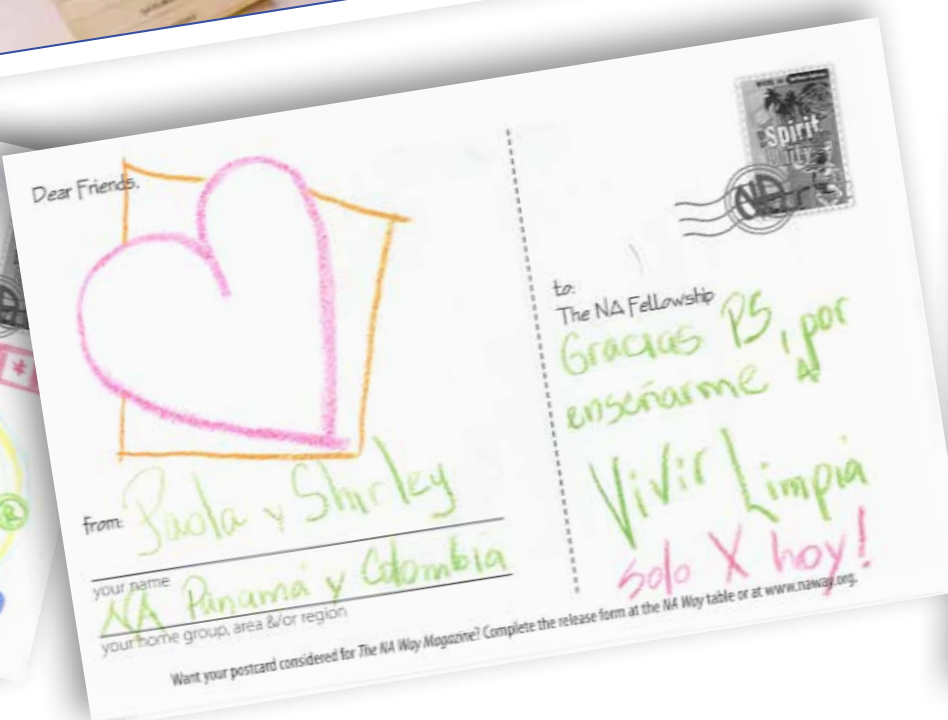 Dear Friends,
from: Paola y Shirley
your name
NA Panamá y Colombia
your home group, area &/or region
Spirit
NA
to:
The NA Fellowship
Gracias PS, por
enseñarme A
Vivir Limpia
solo X hoy!
Want your postcard considered for The NA Way Magazine? Complete the release form at the NA Way table or at www.naway.org.